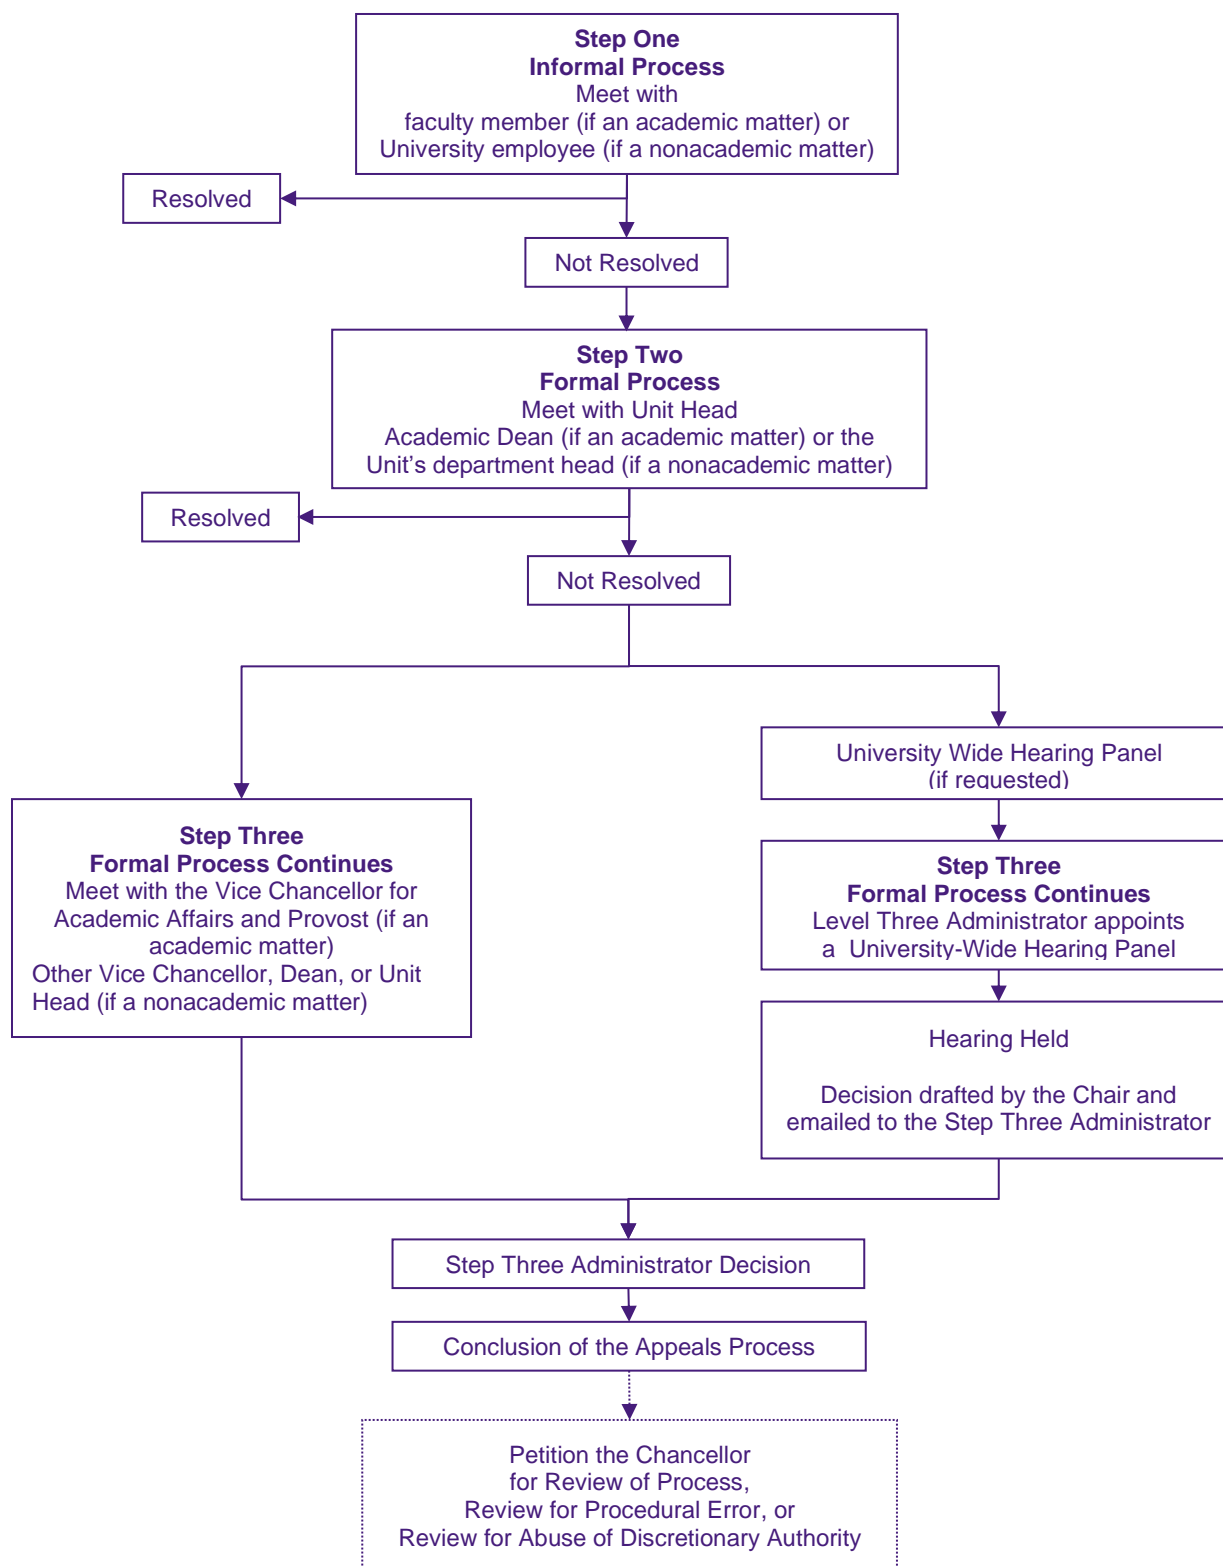 Step One
Informal Process
Meet with
faculty member (if an academic matter) or
University employee (if a nonacademic matter)
Resolved
Not Resolved
Step Two
Formal Process
Meet with Unit Head
Academic Dean (if an academic matter) or the
Unit’s department head (if a nonacademic matter)
Resolved
Not Resolved
University Wide Hearing Panel
(if requested)
Step Three
Formal Process Continues
Meet with the Vice Chancellor for
Academic Affairs and Provost (if an
academic matter)
Other Vice Chancellor, Dean, or Unit
Head (if a nonacademic matter)
Step Three
Formal Process Continues
Level Three Administrator appoints
a University-Wide Hearing Panel
Hearing Held
Decision drafted by the Chair and
emailed to the Step Three Administrator
Step Three Administrator Decision
Conclusion of the Appeals Process
Petition the Chancellor
for Review of Process,
Review for Procedural Error, or
Review for Abuse of Discretionary Authority